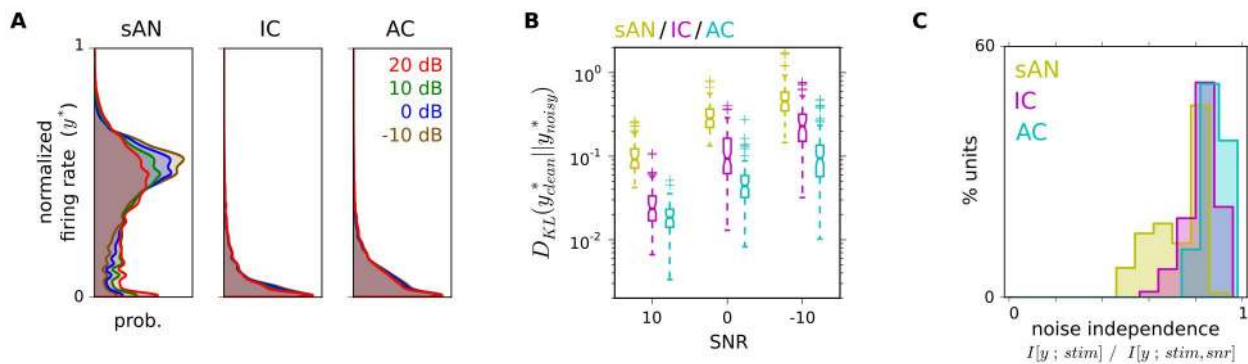 A
sAN IC AC
1
20 dB
10 dB
0 dB
-10 dB
normalized
firing rate (y*)
0
prob.
B
sAN / IC / AC
10^0
10^-1
10^-2
D_KL(y*_clean||y*_noisy)
10 0 -10
SNR
C
60
sAN
IC
AC
% units
0
0 1
noise independence
I[y ; stim] / I[y ; stim, snr]